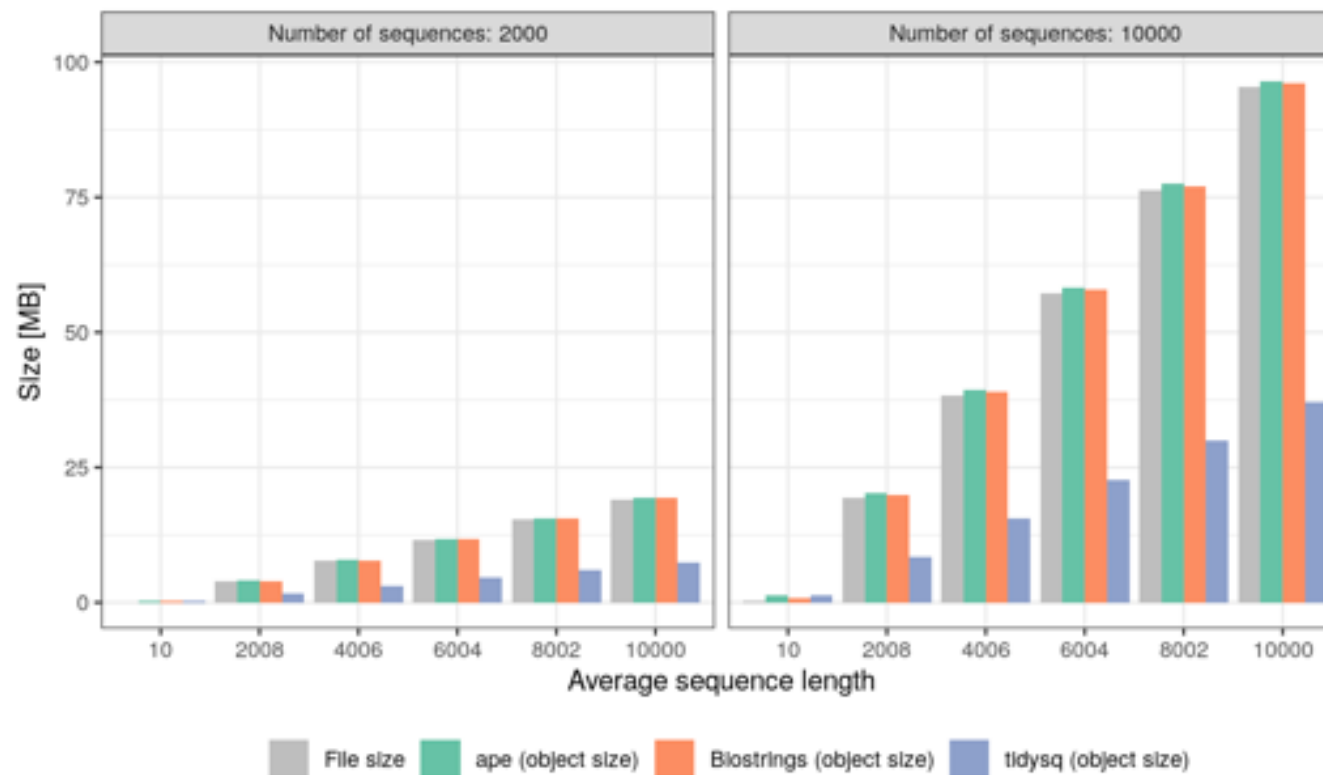 Number of sequences: 2000
Number of sequences: 10000
100
75
50
25
0
Size [MB]
10 2008 4006 6004 8002 10000
10 2008 4006 6004 8002 10000
Average sequence length
File size ape (object size) Biostrings (object size) tidysq (object size)